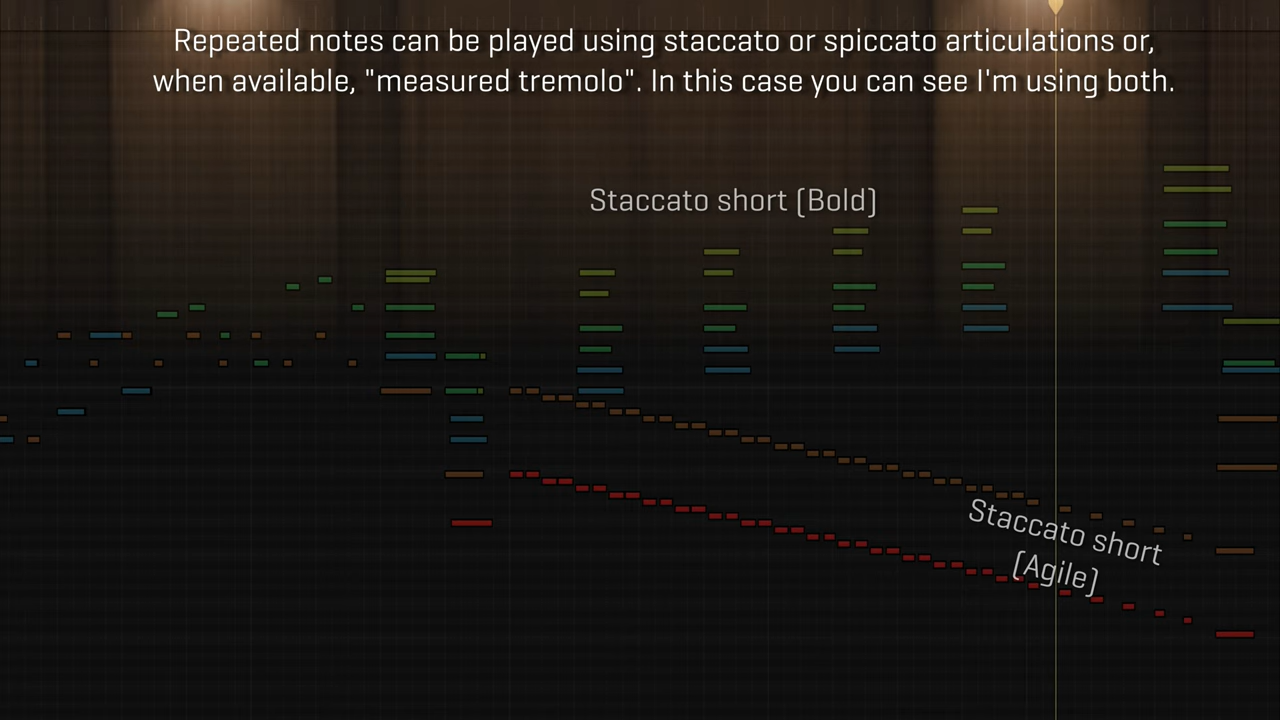 Repeated notes can be played using staccato or spiccato articulations or,
when available, "measured tremolo". In this case you can see I'm using both.
Staccato short (Bold)
Staccato short
(Agile)